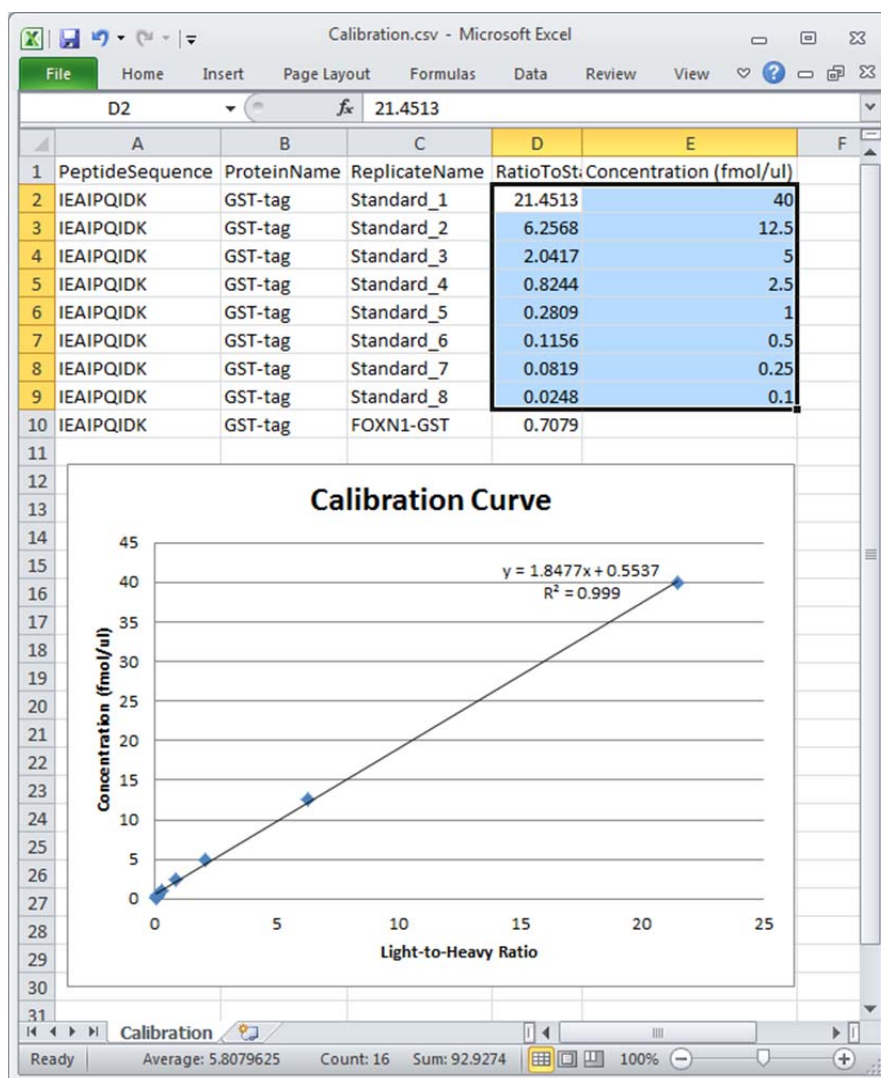 Calibration.csv - Microsoft Excel
File Home Insert Page Layout Formulas Data Review View
D2 fx 21.4513
A B C D E F
1 PeptideSequence ProteinName ReplicateName RatioToSta Concentration (fmol/ul)
2 IEAIPQIDK GST-tag Standard_1 21.4513 40
3 IEAIPQIDK GST-tag Standard_2 6.2568 12.5
4 IEAIPQIDK GST-tag Standard_3 2.0417 5
5 IEAIPQIDK GST-tag Standard_4 0.8244 2.5
6 IEAIPQIDK GST-tag Standard_5 0.2809 1
7 IEAIPQIDK GST-tag Standard_6 0.1156 0.5
8 IEAIPQIDK GST-tag Standard_7 0.0819 0.25
9 IEAIPQIDK GST-tag Standard_8 0.0248 0.1
10 IEAIPQIDK GST-tag FOXN1-GST 0.7079
11
12
13
14
15
16
17
18
19
20
21
22
23
24
25
26
27
28
29
30
31
Calibration Curve
y = 1.8477x + 0.5537
R² = 0.999
45
40
35
30
25
20
15
10
5
0
Concentration (fmol/ul)
0 5 10 15 20 25
Light-to-Heavy Ratio
Calibration
Ready Average: 5.8079625 Count: 16 Sum: 92.9274 100%